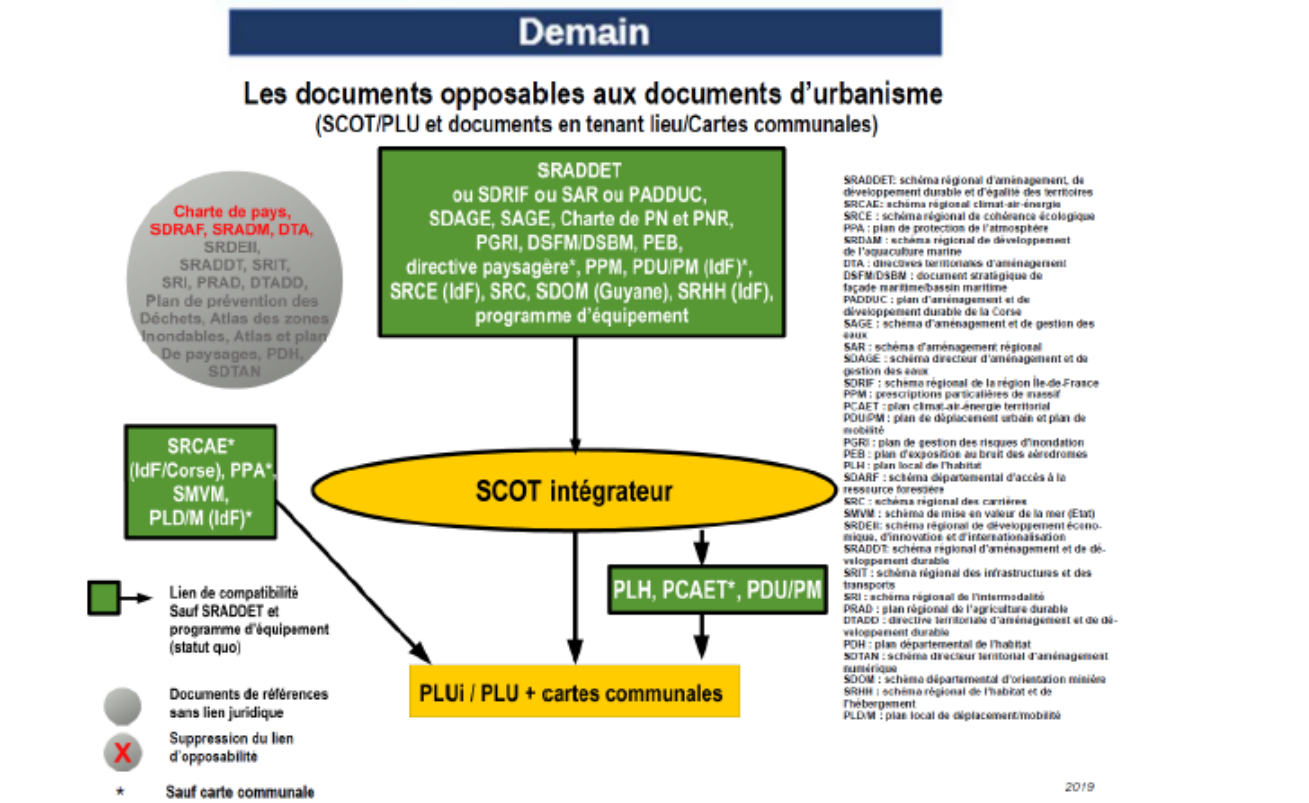 Demain
Les documents opposables aux documents d'urbanisme
(SCOT/PLU et documents en tenant lieu/Cartes communales)
SRADDET
ou SDRIF ou SAR ou PADDUC,
SDAGE, SAGE, Charte de PN et PNR,
PGRI, DSFM/DSBM, PEB,
directive paysagère*, PPM, PDU/PM (IdF)*,
SRCE (IdF), SRC, SDOM (Guyane), SRHH (IdF),
programme d'équipement
Charte de pays,
SDRAF, SRADM, DTA,
SRDEII,
SRADDT, SRIT,
SRI, PRAD, DTADD,
Plan de prévention des
Déchets, Atlas des zones
Inondables, Atlas et plan
De paysages, PDH,
SDTAN
SRCAE*
(IdF/Corse), PPA*,
SMVM,
PLD/M (IdF)*
SCOT intégrateur
PLH, PCAET*, PDU/PM
PLUi / PLU + cartes communales
Lien de compatibilité
Sauf SRADDET et
programme d'équipement
(statut quo)
Documents de références
sans lien juridique
X
Suppression du lien
d'opposabilité
* Sauf carte communale
SRADDET: schéma régional d'aménagement, de
développement durable et d'égalité des territoires
SRCAE: schéma régional climat-air-énergie
SRCE : schéma régional de cohérence écologique
PPA : plan de protection de l'atmosphère
SRDAM : schéma régional de développement
de l'aquaculture marine
DTA : directives territoriales d'aménagement
DSFM/DSBM : document stratégique de
façade maritime/bassin maritime
PADDUC : plan d'aménagement et de
développement durable de la Corse
SAGE : schéma d'aménagement et de gestion des
eaux
SAR : schéma d'aménagement régional
SDAGE : schéma directeur d'aménagement et de
gestion des eaux
SDRIF : schéma régional de la région Île-de-France
PPM : prescriptions particulières de massif
PCAET : plan climat-air-énergie territorial
PDU/PM : plan de déplacement urbain et plan de
mobilité
PGRI : plan de gestion des risques d'inondation
PEB : plan d'exposition au bruit des aérodromes
PLH : plan local de l'habitat
SDARF : schéma départemental d'accès à la
ressource forestière
SRC : schéma régional des carrières
SMVM : schéma de mise en valeur de la mer (Etat)
SRDEII: schéma régional de développement écono-
mique, d'innovation et d'internationalisation
SRADDT: schéma régional d'aménagement et de dé-
veloppement durable
SRIT : schéma régional des infrastructures et des
transports
SRI : schéma régional de l'intermodalité
PRAD : plan régional de l'agriculture durable
DTADD : directive territoriale d'aménagement et de dé-
veloppement durable
PDH : plan départemental de l'habitat
SDTAN : schéma directeur territorial d'aménagement
numérique
SDOM : schéma départemental d'orientation minière
SRHH : schéma régional de l'habitat et de
l'hébergement
PLD/M : plan local de déplacement/mobilité
2019